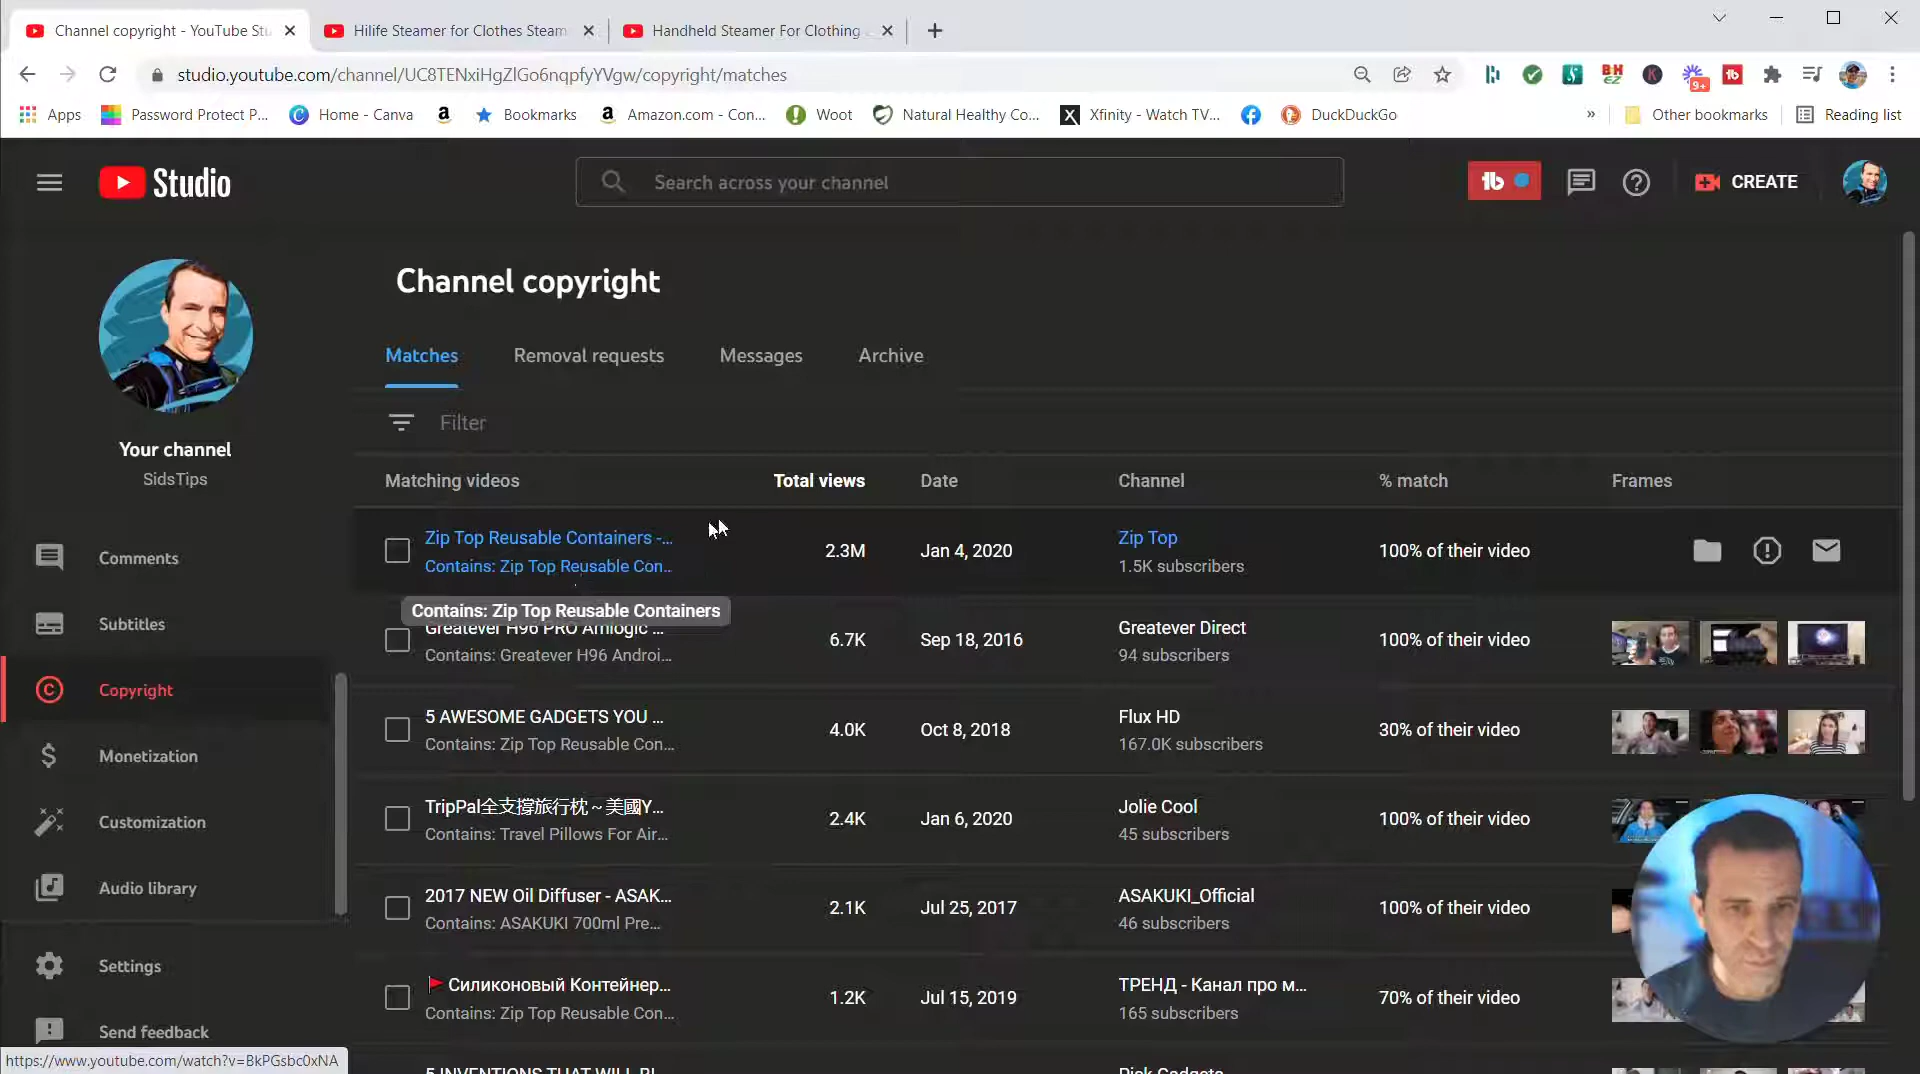 Channel copyright - YouTube Stu
Hilife Steamer for Clothes Steam
Handheld Steamer For Clothing
studio.youtube.com/channel/UC8TENxiHgZlGo6nqpfyYVgw/copyright/matches
BH
EZ
K
9+
tb
Apps
Password Protect P...
Home - Canva
Bookmarks
Amazon.com - Con...
Woot
Natural Healthy Co...
Xfinity - Watch TV...
DuckDuckGo
»
Other bookmarks
Reading list
Studio
Search across your channel
tb
CREATE
Channel copyright
Matches
Removal requests
Messages
Archive
Filter
Your channel
SidsTips
Matching videos
Total views
Date
Channel
% match
Frames
Zip Top Reusable Containers -...
Contains: Zip Top Reusable Con...
2.3M
Jan 4, 2020
Zip Top
1.5K subscribers
100% of their video
Contains: Zip Top Reusable Containers
Greatever H96 PRO Amlogic ...
Contains: Greatever H96 Androi...
6.7K
Sep 18, 2016
Greatever Direct
94 subscribers
100% of their video
5 AWESOME GADGETS YOU ...
Contains: Zip Top Reusable Con...
4.0K
Oct 8, 2018
Flux HD
167.0K subscribers
30% of their video
TripPal全支撐旅行枕～美國Y...
Contains: Travel Pillows For Air...
2.4K
Jan 6, 2020
Jolie Cool
45 subscribers
100% of their video
2017 NEW Oil Diffuser - ASAK...
Contains: ASAKUKI 700ml Pre...
2.1K
Jul 25, 2017
ASAKUKI_Official
46 subscribers
100% of their video
Силиконовый Контейнер...
Contains: Zip Top Reusable Con...
1.2K
Jul 15, 2019
ТРЕНД - Канал про м...
165 subscribers
70% of their video
5 INVENTIONS THAT WILL BL
Rick Gadgets
Comments
Subtitles
Copyright
Monetization
Customization
Audio library
Settings
Send feedback
https://www.youtube.com/watch?v=BkPGsbc0xNA